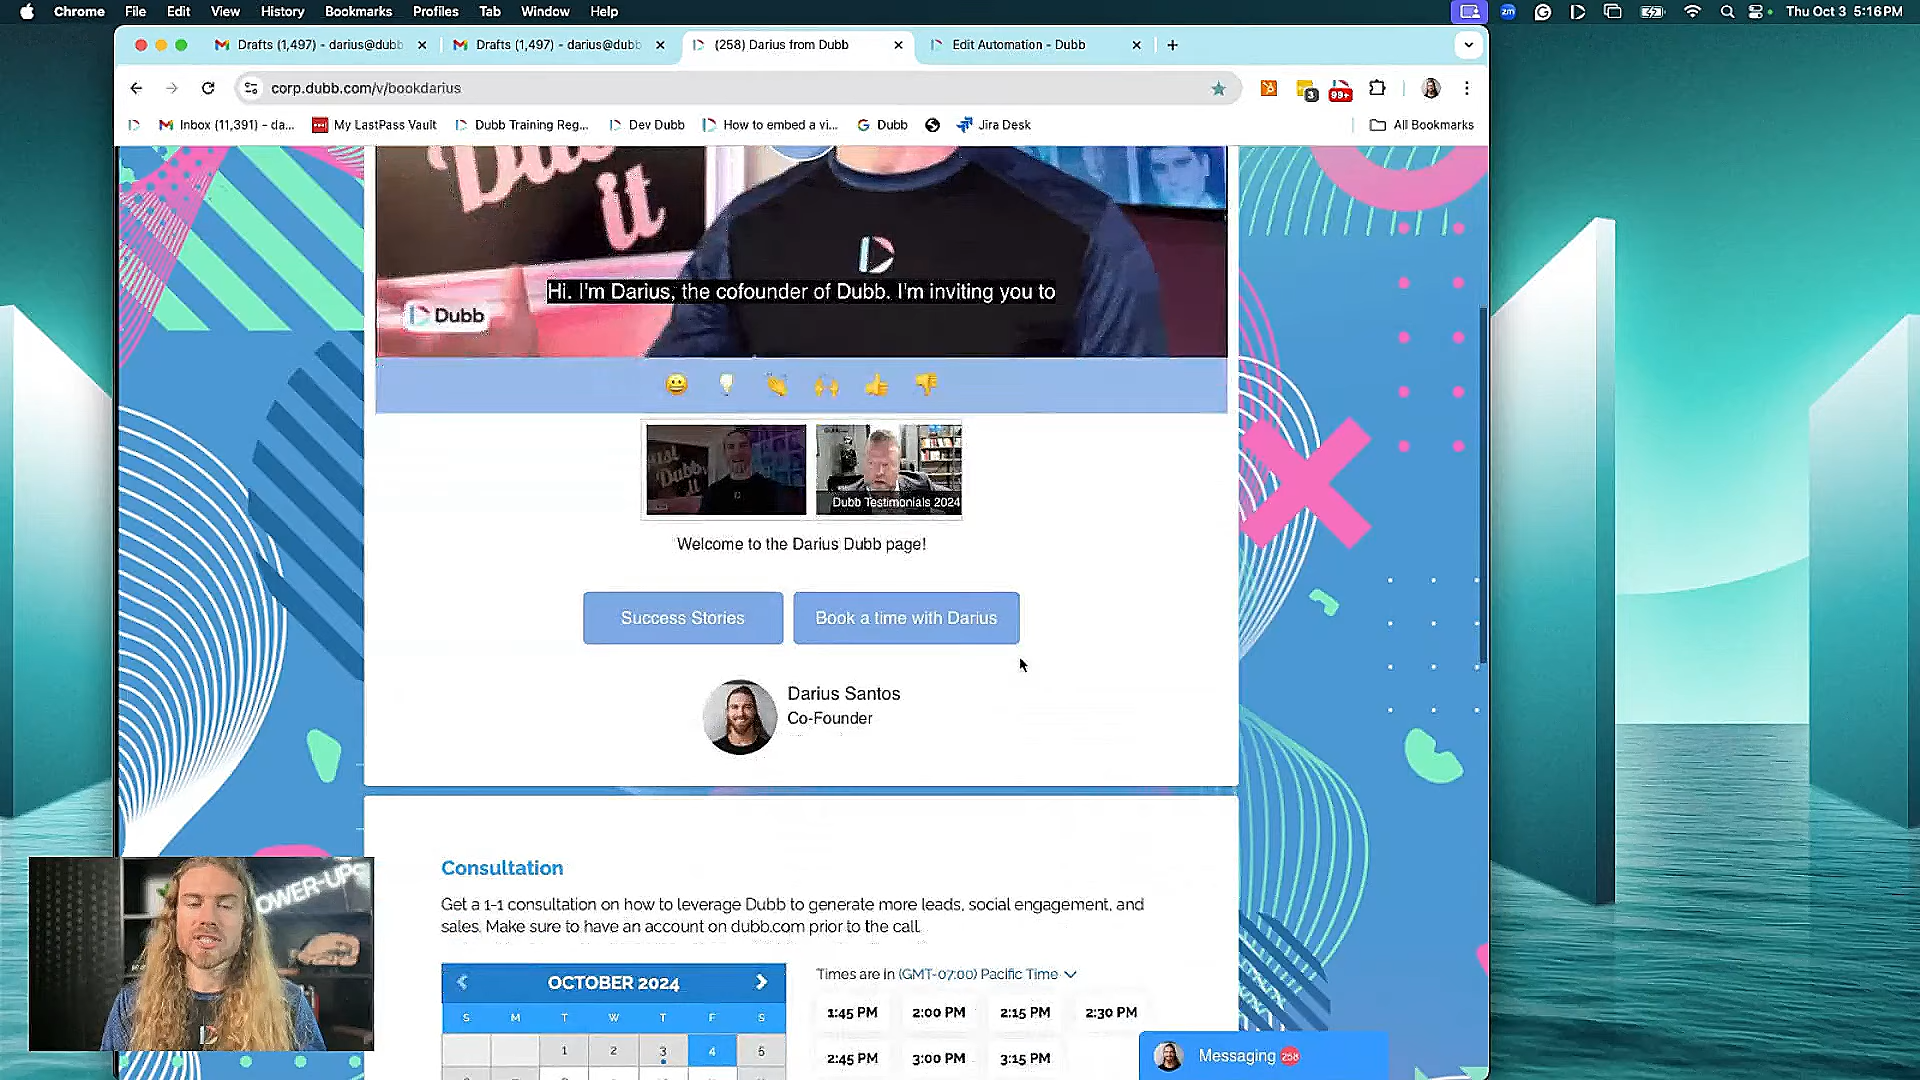 Chrome File Edit View History Bookmarks Profiles Tab Window Help
zm
Thu Oct 3 5:16 PM
Drafts (1,497) - darius@dubb
Drafts (1,497) - darius@dubb
(258) Darius from Dubb
Edit Automation - Dubb
corp.dubb.com/v/bookdarius
3
99+
Inbox (11,391) - da...
My LastPass Vault
Dubb Training Reg...
Dev Dubb
How to embed a vi...
Dubb
Jira Desk
All Bookmarks
it
Hi. I'm Darius, the cofounder of Dubb. I'm inviting you to
Dubb
Dubb Testimonials 2024
Welcome to the Darius Dubb page!
Success Stories
Book a time with Darius
Darius Santos
Co-Founder
Consultation
Get a 1-1 consultation on how to leverage Dubb to generate more leads, social engagement, and
sales. Make sure to have an account on dubb.com prior to the call.
OCTOBER 2024
S M T W T F S
1 2 3 4 5
Times are in (GMT-07:00) Pacific Time
1:45 PM 2:00 PM 2:15 PM 2:30 PM
2:45 PM 3:00 PM 3:15 PM
Messaging 258
OWER-UP